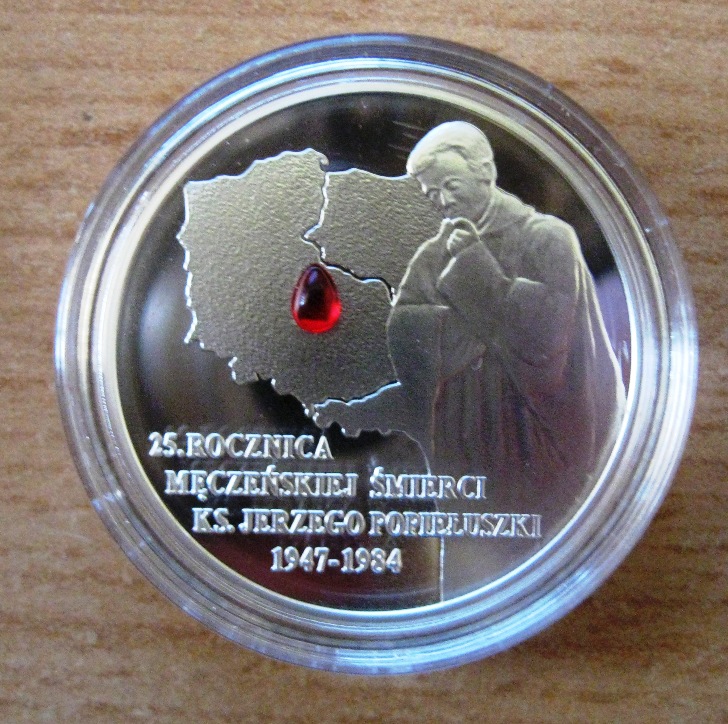 25. ROCZNICA
MĘCZEŃSKIEJ ŚMIERCI
KS. JERZEGO POPIEŁUSZKI
1947-1984